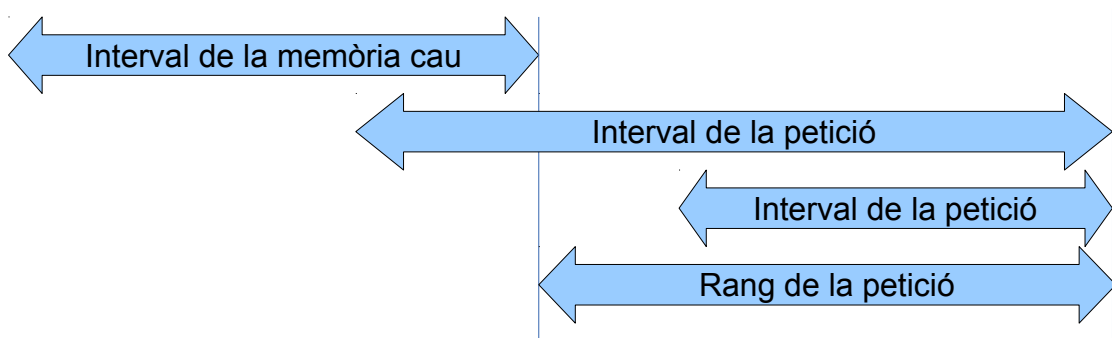 Interval de la memòria cau
Interval de la petició
Interval de la petició
Rang de la petició